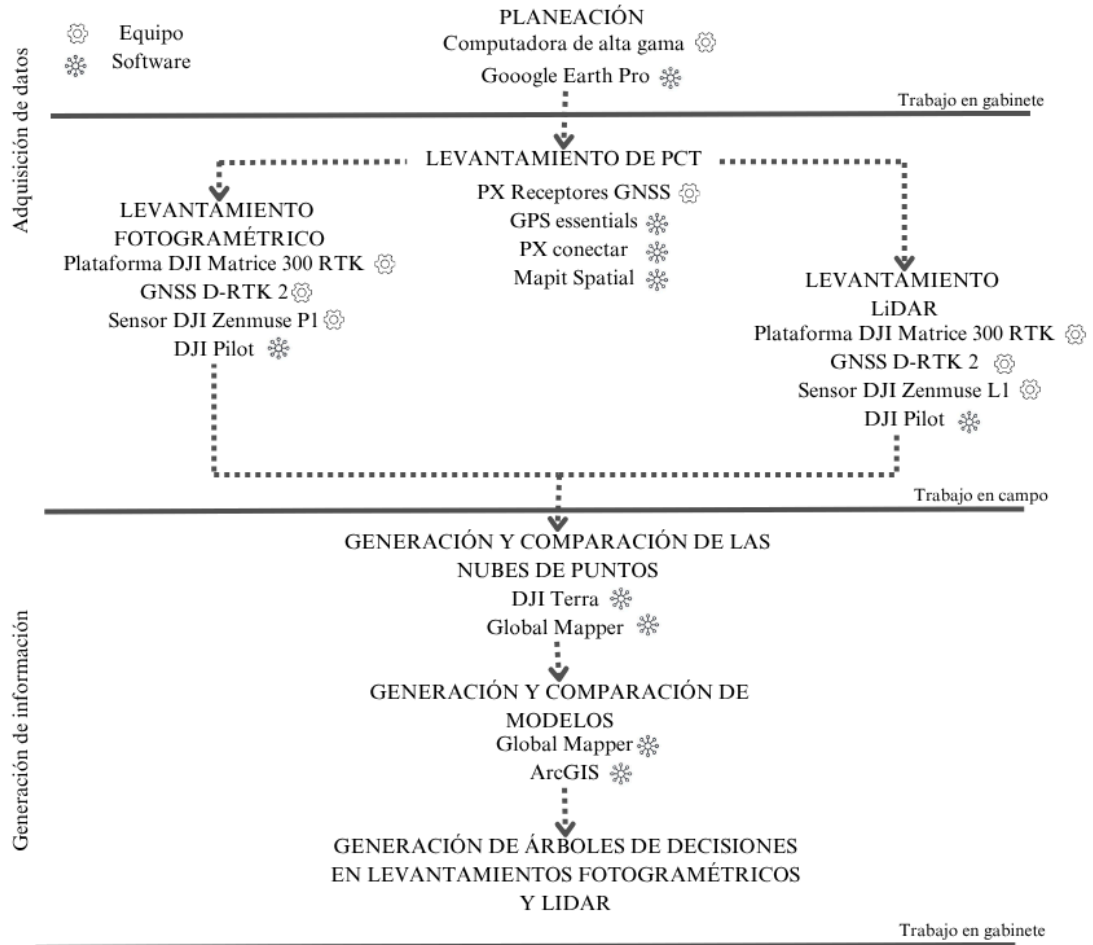 PLANEACIÓN
Equipo
Computadora de alta gama
Software
Gooogle Earth Pro
Adquisición de datos
Trabajo en gabinete
LEVANTAMIENTO DE PCT
PX Receptores GNSS
GPS essentials
PX conectar
Mapit Spatial
LEVANTAMIENTO
FOTOGRAMÉTRICO
Plataforma DJI Matrice 300 RTK
GNSS D-RTK 2
Sensor DJI Zenmuse P1
DJI Pilot
LEVANTAMIENTO
LiDAR
Plataforma DJI Matrice 300 RTK
GNSS D-RTK 2
Sensor DJI Zenmuse L1
DJI Pilot
Trabajo en campo
GENERACIÓN Y COMPARACIÓN DE LAS
NUBES DE PUNTOS
DJI Terra
Global Mapper
Generación de información
GENERACIÓN Y COMPARACIÓN DE
MODELOS
Global Mapper
ArcGIS
GENERACIÓN DE ÁRBOLES DE DECISIONES
EN LEVANTAMIENTOS FOTOGRAMÉTRICOS
Y LIDAR
Trabajo en gabinete